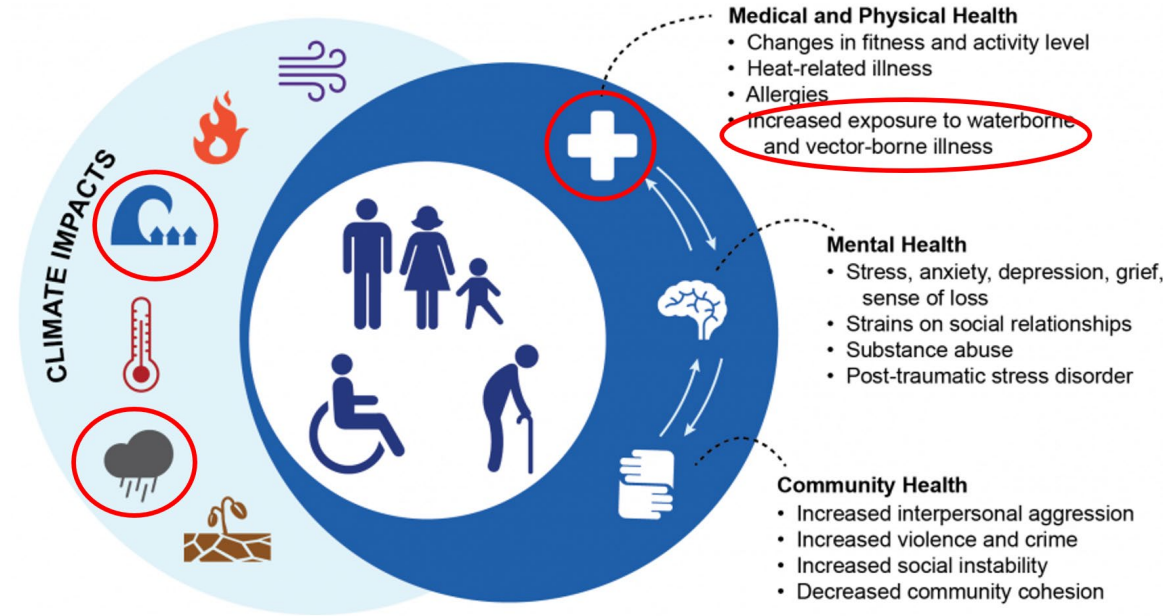 CLIMATE IMPACTS
Medical and Physical Health
• Changes in fitness and activity level
• Heat-related illness
• Allergies
• Increased exposure to waterborne
and vector-borne illness
Mental Health
• Stress, anxiety, depression, grief,
sense of loss
• Strains on social relationships
• Substance abuse
• Post-traumatic stress disorder
Community Health
• Increased interpersonal aggression
• Increased violence and crime
• Increased social instability
• Decreased community cohesion